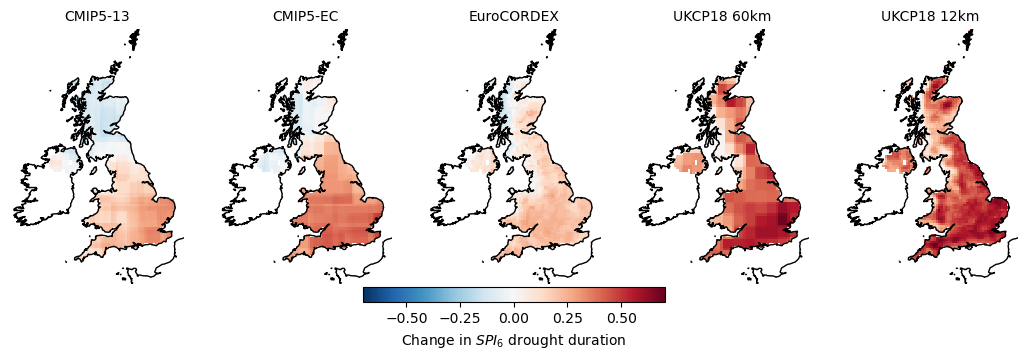 CMIP5-13 CMIP5-EC EuroCORDEX UKCP18 60km UKCP18 12km
−0.50 −0.25 0.00 0.25 0.50
Change in SPI₆ drought duration